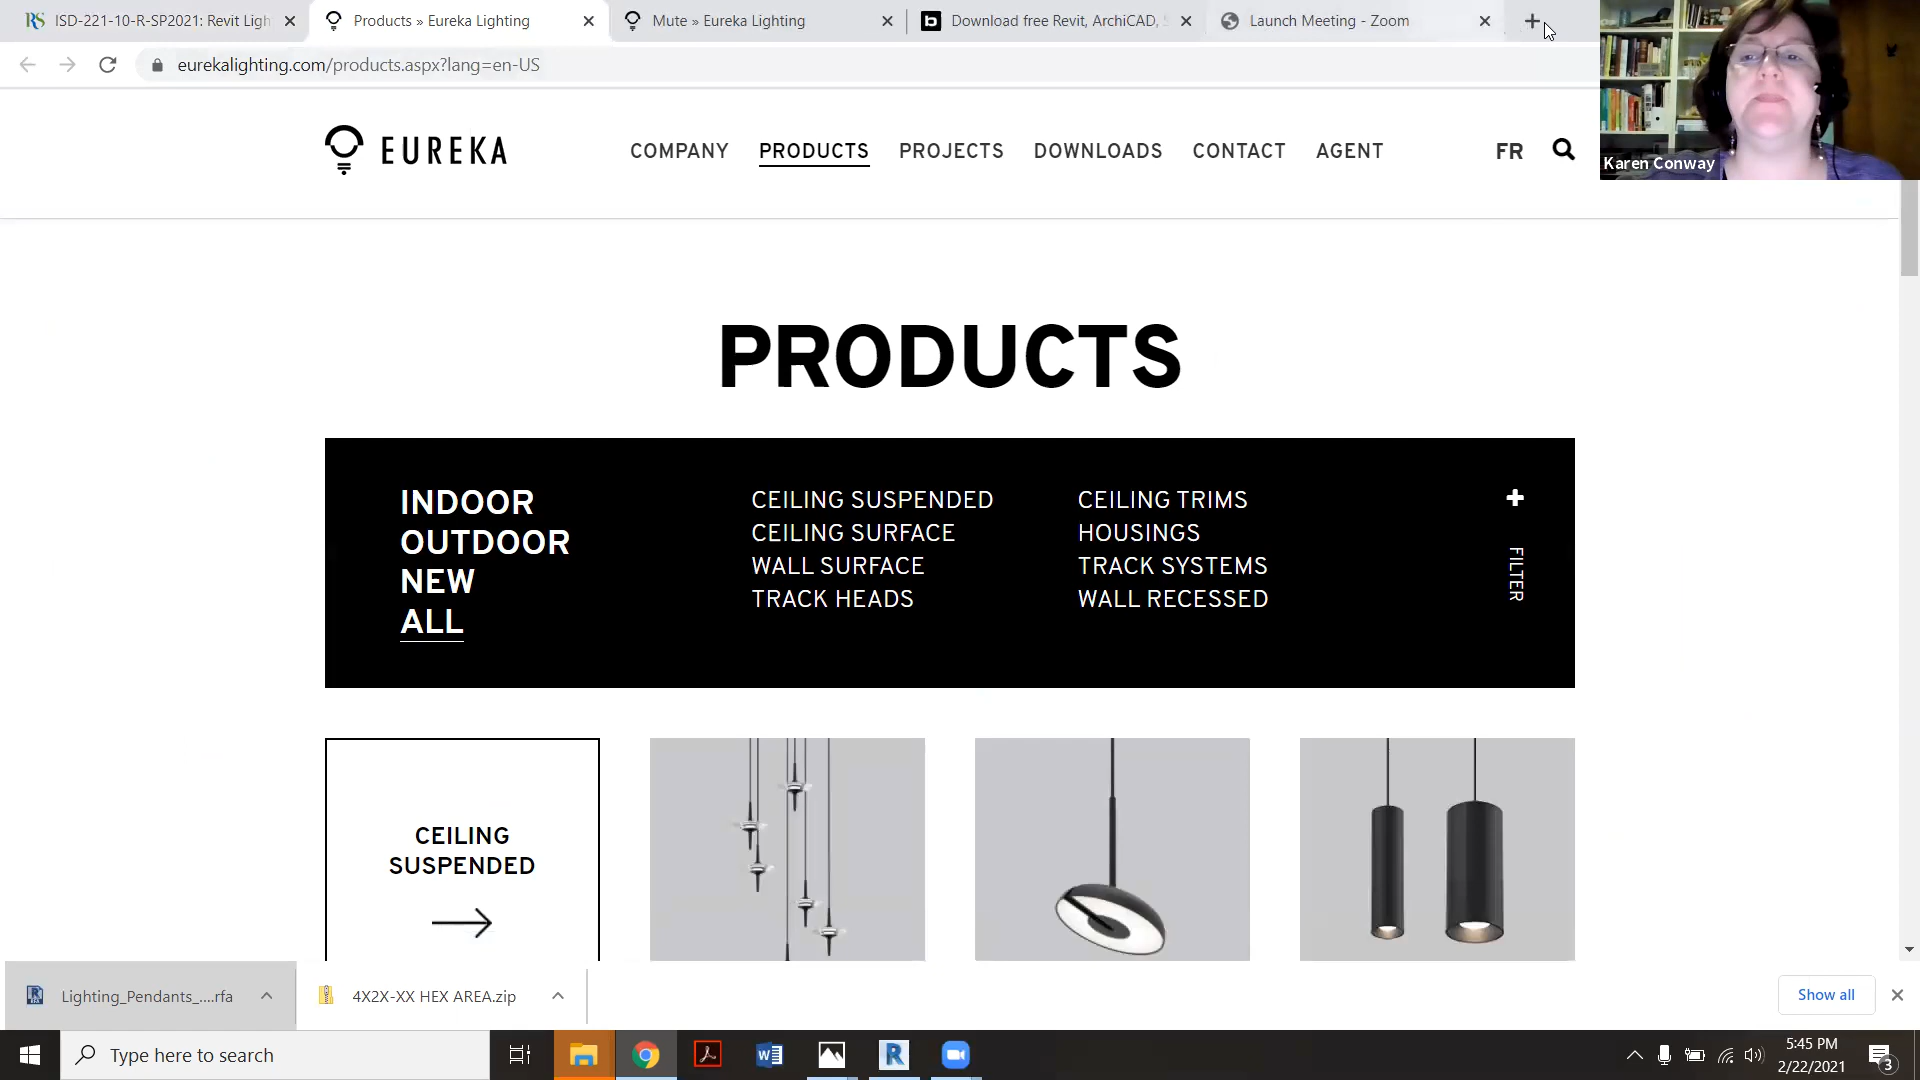 ISD-221-10-R-SP2021: Revit Ligh
Products » Eureka Lighting
Mute » Eureka Lighting
Download free Revit, ArchiCAD,
Launch Meeting - Zoom
eurekalighting.com/products.aspx?lang=en-US
EUREKA
COMPANY
PRODUCTS
PROJECTS
DOWNLOADS
CONTACT
AGENT
FR
Karen Conway
PRODUCTS
INDOOR
OUTDOOR
NEW
ALL
CEILING SUSPENDED
CEILING SURFACE
WALL SURFACE
TRACK HEADS
CEILING TRIMS
HOUSINGS
TRACK SYSTEMS
WALL RECESSED
FILTER
CEILING
SUSPENDED
Lighting_Pendants_....rfa
4X2X-XX HEX AREA.zip
Show all
Type here to search
5:45 PM
2/22/2021
3